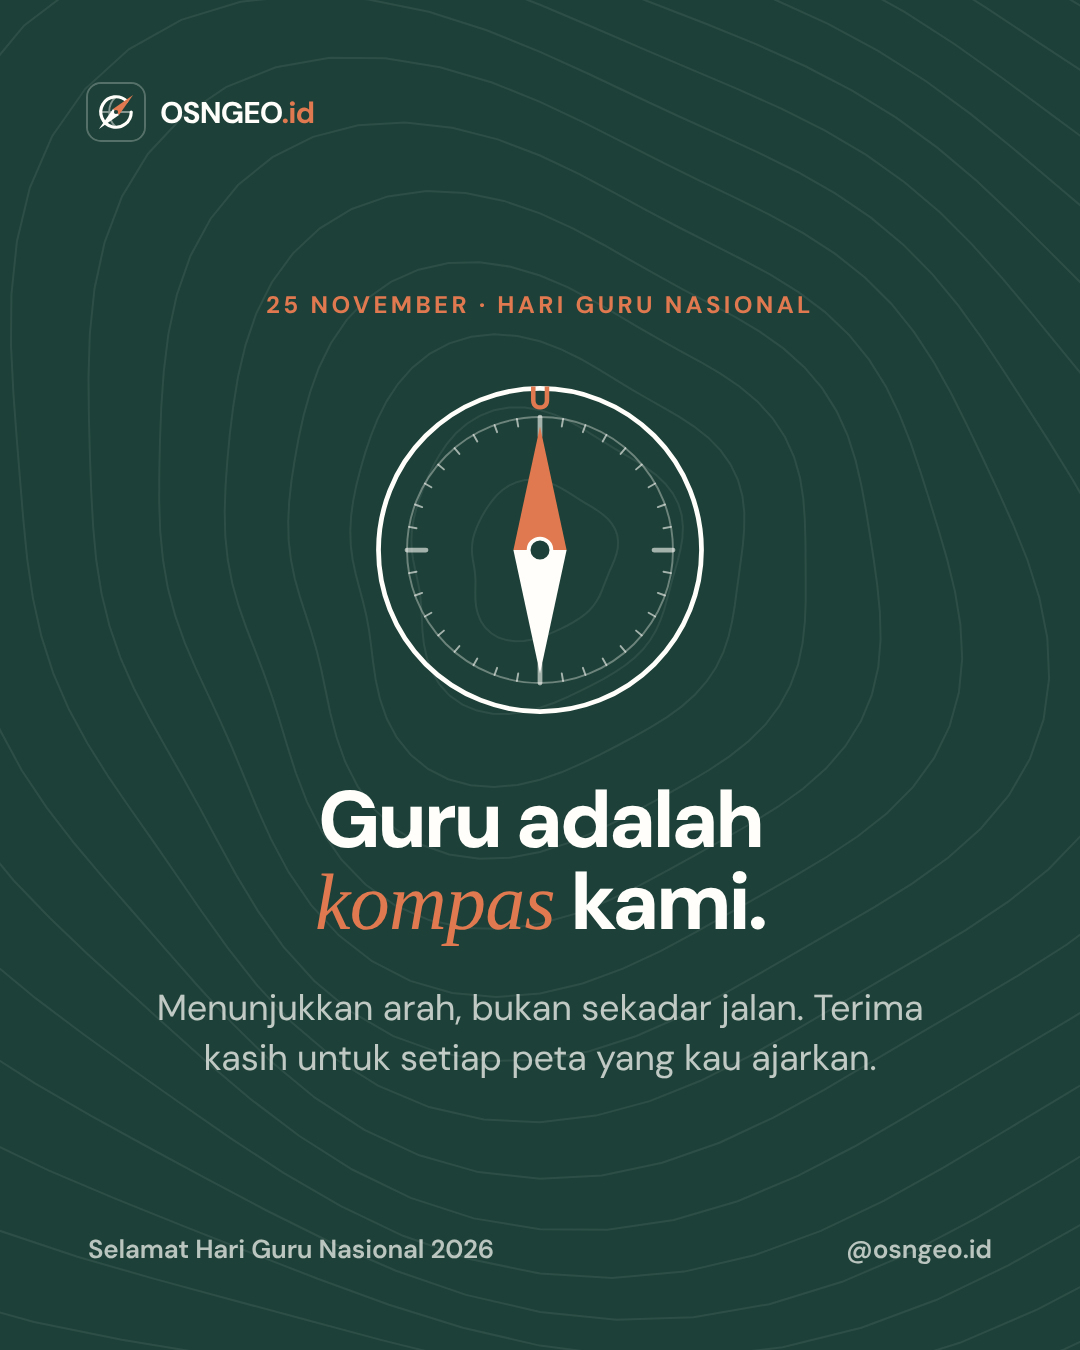 OSNGEO.id
25 NOVEMBER · HARI GURU NASIONAL
U
Guru adalah
kompas kami.
Menunjukkan arah, bukan sekadar jalan. Terima
kasih untuk setiap peta yang kau ajarkan.
Selamat Hari Guru Nasional 2026
@osngeo.id